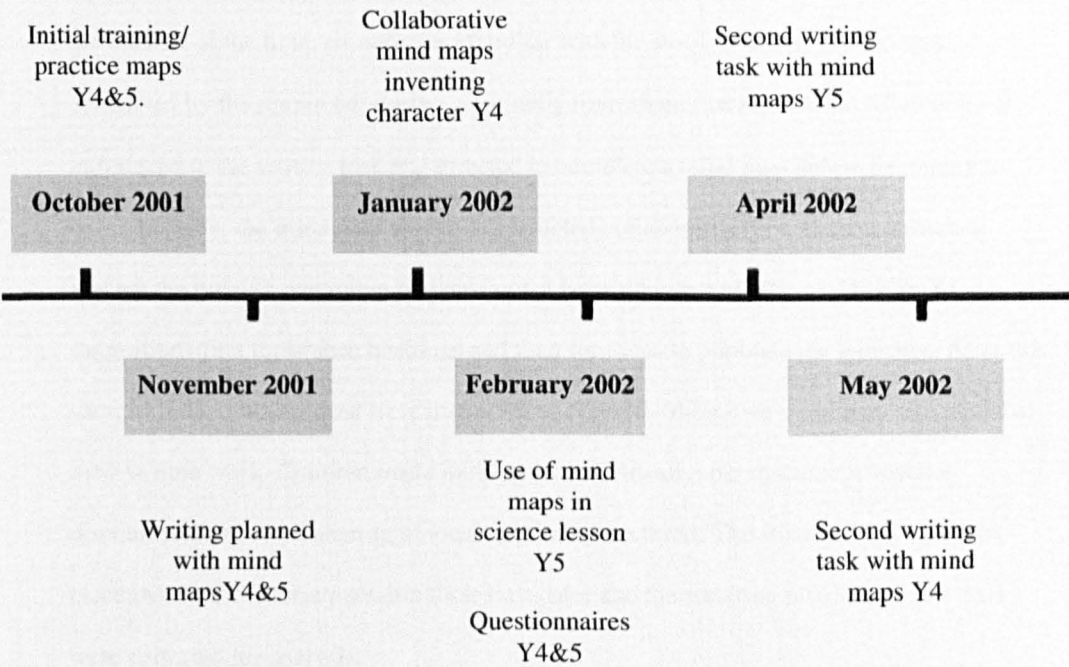 Initial training/
practice maps
Y4&5.
Collaborative
mind maps
inventing
character Y4
Second writing
task with mind
maps Y5
October 2001
January 2002
April 2002
November 2001
February 2002
May 2002
Writing planned
with mind
mapsY4&5
Use of mind
maps in
science lesson
Y5
Questionnaires
Y4&5
Second writing
task with mind
maps Y4